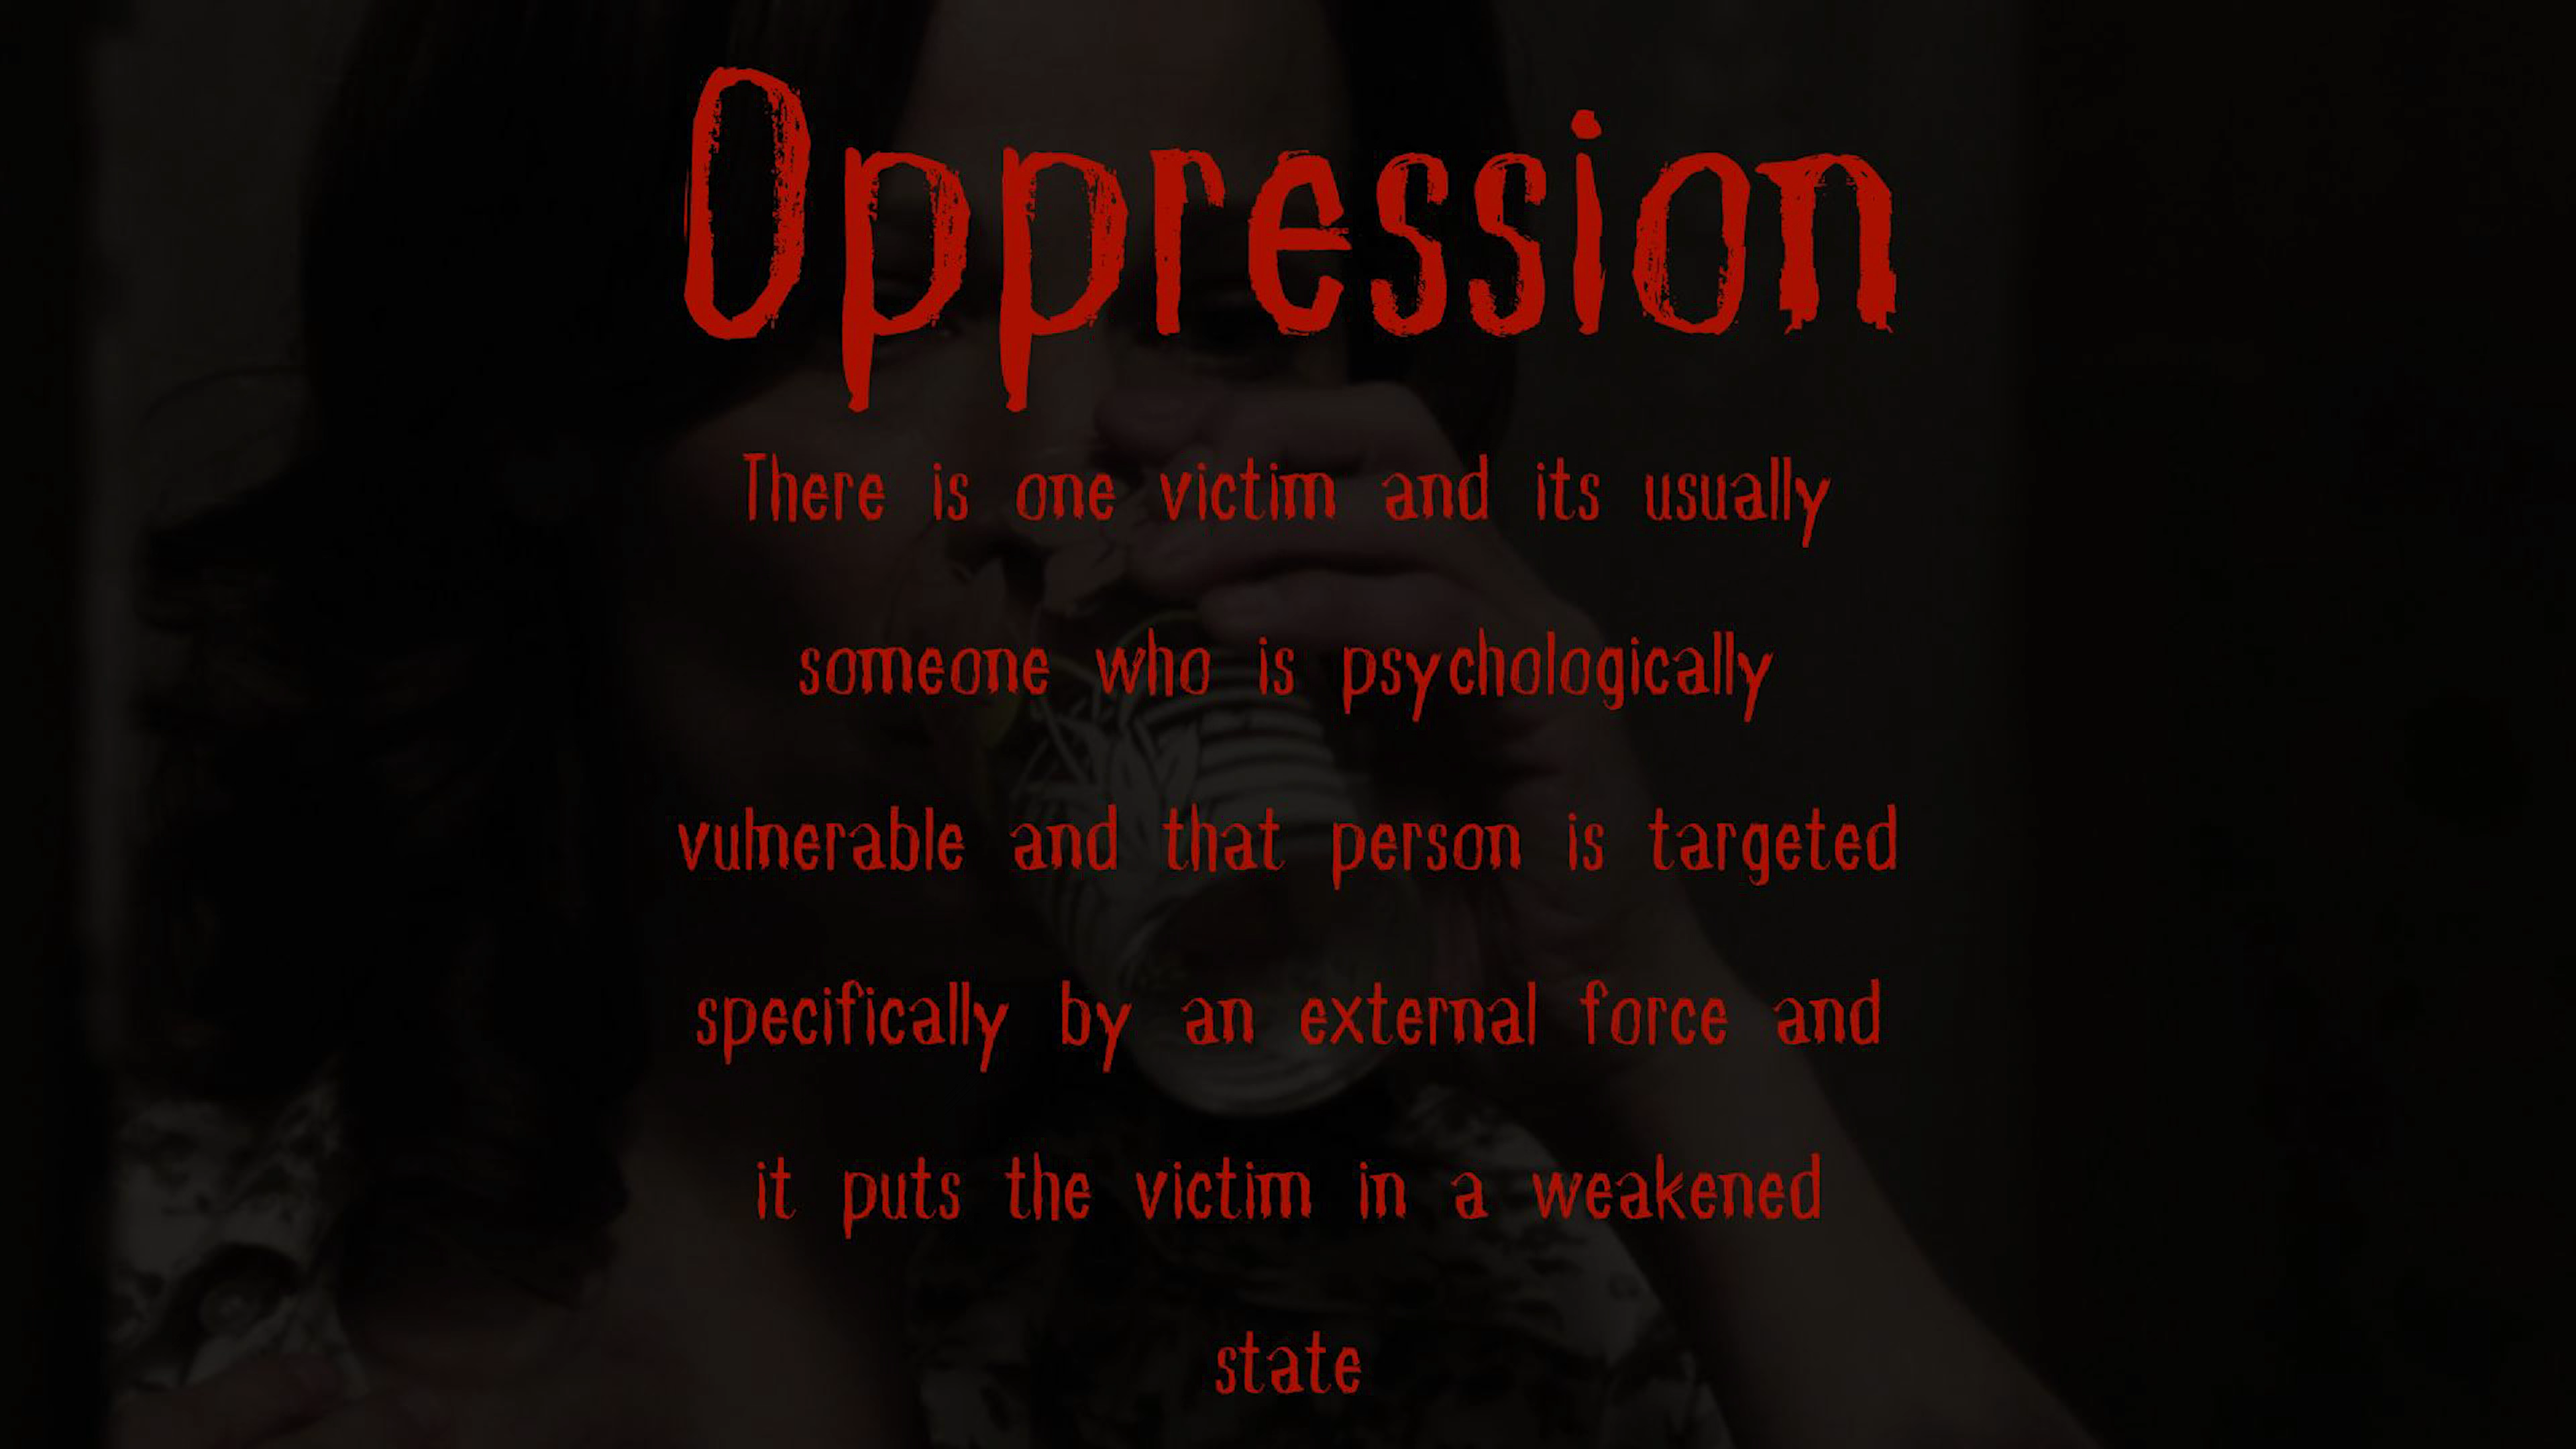 Oppression
There is one victim and its usually
someone who is psychologically
vulnerable and that person is targeted
specifically by an external force and
it puts the victim in a weakened
state